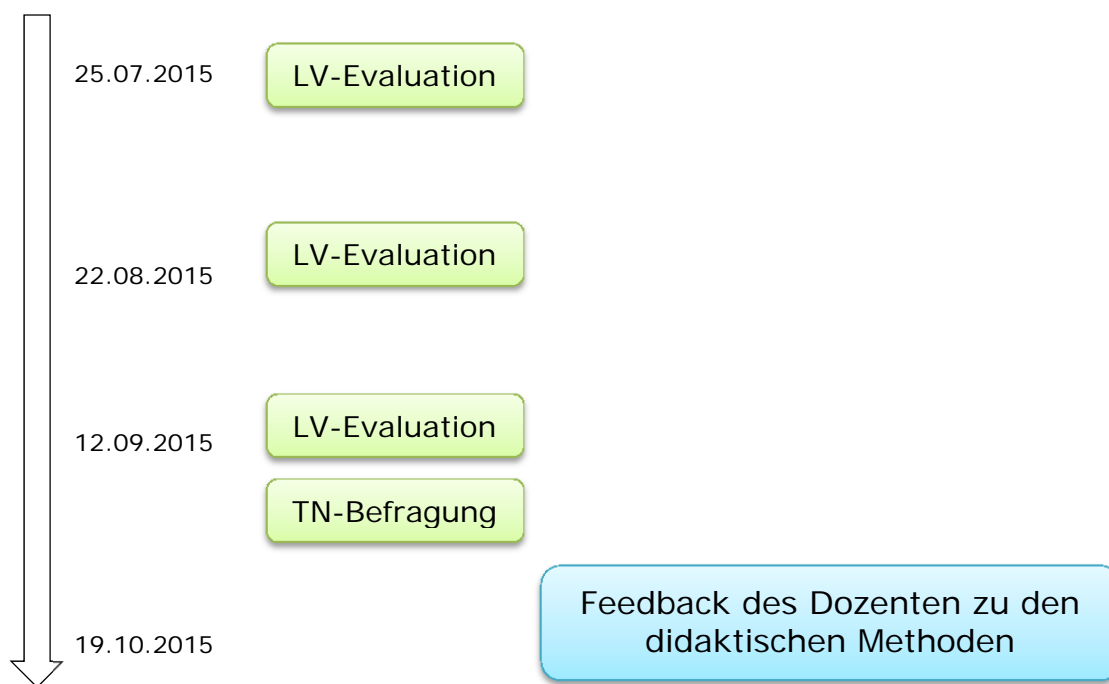 25.07.2015 LV-Evaluation
22.08.2015 LV-Evaluation
12.09.2015 LV-Evaluation
TN-Befragung
19.10.2015 Feedback des Dozenten zu den
didaktischen Methoden